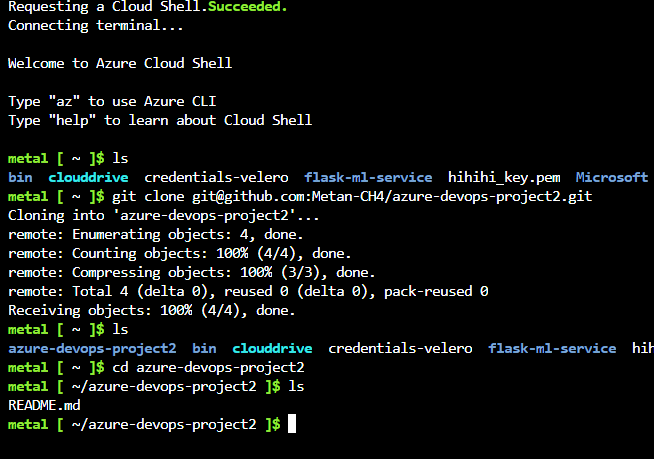 Requesting a Cloud Shell.Succeeded.
Connecting terminal...
Welcome to Azure Cloud Shell
Type "az" to use Azure CLI
Type "help" to learn about Cloud Shell
metal [ ~ ]$ ls
bin clouddrive credentials-velero flask-ml-service hihihi_key.pem Microsoft
metal [ ~ ]$ git clone git@github.com:Metan-CH4/azure-devops-project2.git
Cloning into 'azure-devops-project2'...
remote: Enumerating objects: 4, done.
remote: Counting objects: 100% (4/4), done.
remote: Compressing objects: 100% (3/3), done.
remote: Total 4 (delta 0), reused 0 (delta 0), pack-reused 0
Receiving objects: 100% (4/4), done.
metal [ ~ ]$ ls
azure-devops-project2 bin clouddrive credentials-velero flask-ml-service hih
metal [ ~ ]$ cd azure-devops-project2
metal [ ~/azure-devops-project2 ]$ ls
README.md
metal [ ~/azure-devops-project2 ]$